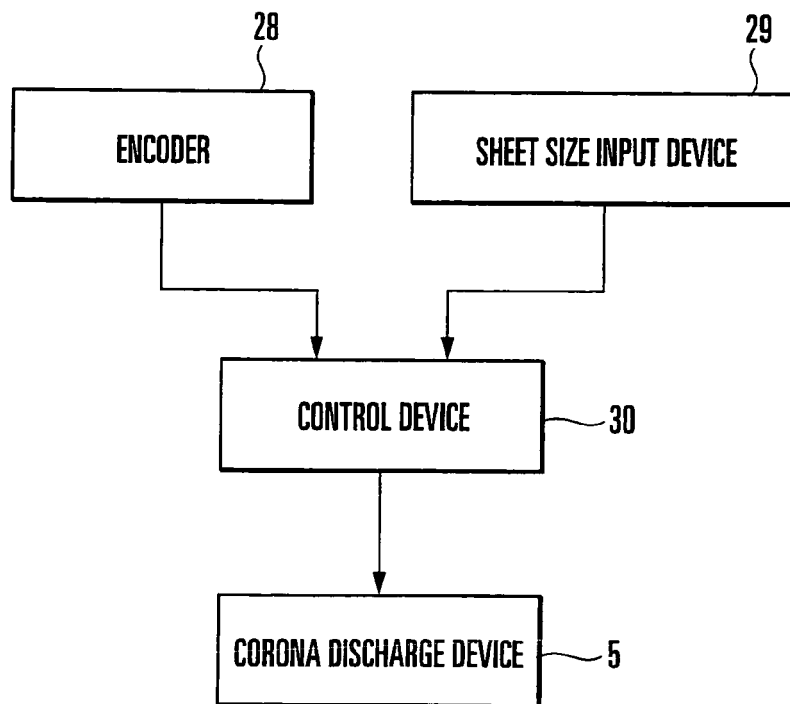 28
29
ENCODER
SHEET SIZE INPUT DEVICE
CONTROL DEVICE
30
CORONA DISCHARGE DEVICE
5